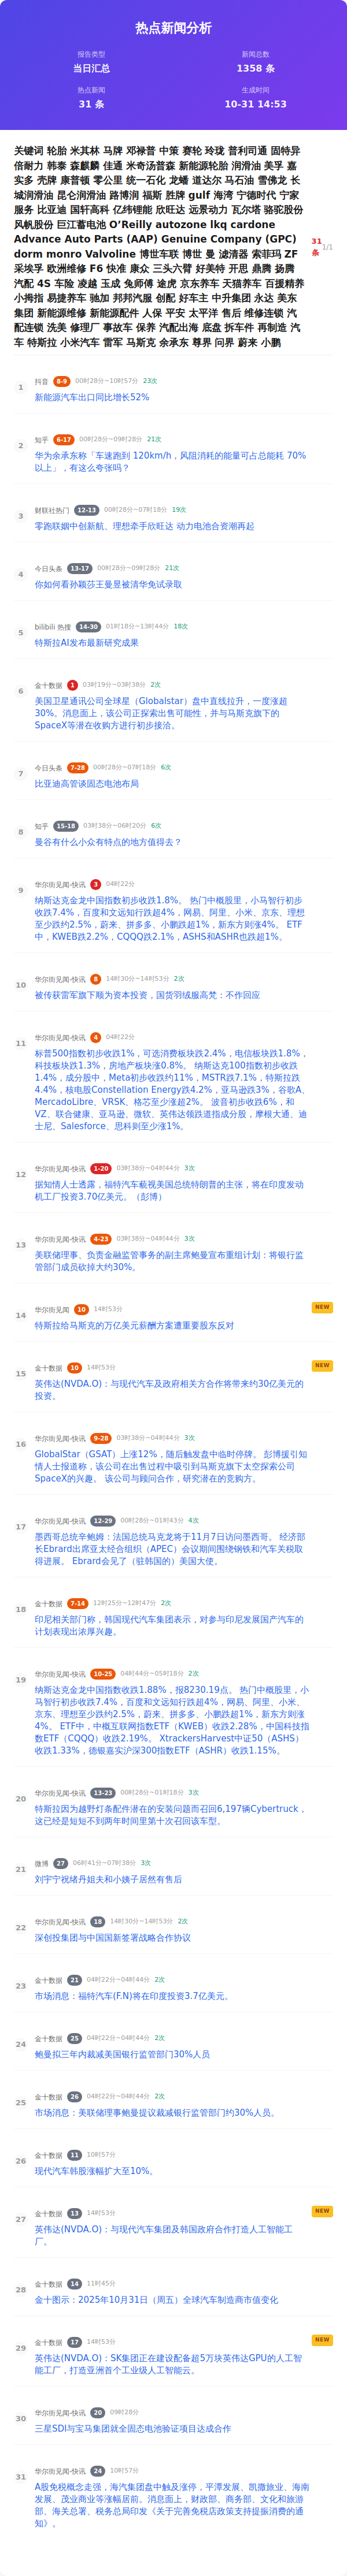 热点新闻分析
报告类型
新闻总数
当日汇总
1358 条
热点新闻
生成时间
31 条
10-31 14:53
关键词 轮胎 米其林 马牌 邓禄普 中策 赛轮 玲珑 普利司通 固特异
倍耐力 韩泰 森麒麟 佳通 米奇汤普森 新能源轮胎 润滑油 美孚 嘉
实多 壳牌 康普顿 零公里 统一石化 龙蟠 道达尔 马石油 雪佛龙 长
城润滑油 昆仑润滑油 路博润 福斯 胜牌 gulf 海湾 宁德时代 宁家
服务 比亚迪 国轩高科 亿纬锂能 欣旺达 远景动力 瓦尔塔 骆驼股份
风帆股份 巨江蓄电池 O’Reilly autozone lkq cardone
Advance Auto Parts (AAP) Genuine Company (GPC)
dorm monro Valvoline 博世车联 博世 曼 滤清器 索菲玛 ZF
采埃孚 欧洲维修 F6 快准 康众 三头六臂 好美特 开思 鼎腾 扬腾
汽配 4S 车险 凌越 玉成 兔师傅 途虎 京东养车 天猫养车 百援精养
小拇指 易捷养车 驰加 邦邦汽服 创配 好车主 中升集团 永达 美东
集团 新能源维修 新能源配件 人保 平安 太平洋 售后 维修连锁 汽
配连锁 洗美 修理厂 事故车 保养 汽配出海 底盘 拆车件 再制造 汽
车 特斯拉 小米汽车 雷军 马斯克 余承东 尊界 问界 蔚来 小鹏
31
条
1/1
1
抖音 8-9 00时28分~10时57分 23次
新能源汽车出口同比增长52%
2
知乎 6-17 00时28分~09时28分 21次
华为余承东称「车速跑到 120km/h，风阻消耗的能量可占总能耗 70%
以上」，有这么夸张吗？
3
财联社热门 12-13 00时28分~07时18分 19次
零跑联姻中创新航、理想牵手欣旺达 动力电池合资潮再起
4
今日头条 13-17 00时28分~09时28分 21次
你如何看孙颖莎王曼昱被清华免试录取
5
bilibili 热搜 14-30 01时18分~13时44分 18次
特斯拉AI发布最新研究成果
6
金十数据 1 03时19分~03时38分 2次
美国卫星通讯公司全球星（Globalstar）盘中直线拉升，一度涨超
30%。消息面上，该公司正探索出售可能性，并与马斯克旗下的
SpaceX等潜在收购方进行初步接洽。
7
今日头条 7-28 00时28分~07时18分 6次
比亚迪高管谈固态电池布局
8
知乎 15-18 03时38分~06时20分 6次
曼谷有什么小众有特点的地方值得去？
9
华尔街见闻-快讯 3 04时22分
纳斯达克金龙中国指数初步收跌1.8%。 热门中概股里，小马智行初步
收跌7.4%，百度和文远知行跌超4%，网易、阿里、小米、京东、理想
至少跌约2.5%，蔚来、拼多多、小鹏跌超1%，新东方则涨4%。 ETF
中，KWEB跌2.2%，CQQQ跌2.1%，ASHS和ASHR也跌超1%。
10
华尔街见闻-快讯 8 14时30分~14时53分 2次
被传获雷军旗下顺为资本投资，国货羽绒服高梵：不作回应
11
华尔街见闻-快讯 4 04时22分
标普500指数初步收跌1%，可选消费板块跌2.4%，电信板块跌1.8%，
科技板块跌1.3%，房地产板块涨0.8%。 纳斯达克100指数初步收跌
1.4%，成分股中，Meta初步收跌约11%，MSTR跌7.1%，特斯拉跌
4.4%，核电股Constellation Energy跌4.2%，亚马逊跌3%，谷歌A、
MercadoLibre、VRSK、格芯至少涨超2%。 波音初步收跌6%，和
VZ、联合健康、亚马逊、微软、英伟达领跌道指成分股，摩根大通、迪
士尼、Salesforce、思科则至少涨1%。
12
华尔街见闻-快讯 1-20 03时38分~04时44分 3次
据知情人士透露，福特汽车藐视美国总统特朗普的主张，将在印度发动
机工厂投资3.70亿美元。（彭博）
13
华尔街见闻-快讯 4-23 03时38分~04时44分 3次
美联储理事、负责金融监管事务的副主席鲍曼宣布重组计划：将银行监
管部门成员砍掉大约30%。
14
华尔街见闻 10 14时53分
NEW
特斯拉给马斯克的万亿美元薪酬方案遭重要股东反对
15
金十数据 10 14时53分
NEW
英伟达(NVDA.O)：与现代汽车及政府相关方合作将带来约30亿美元的
投资。
16
华尔街见闻-快讯 9-28 03时38分~04时44分 3次
GlobalStar（GSAT）上涨12%，随后触发盘中临时停牌。 彭博援引知
情人士报道称，该公司在出售过程中吸引到马斯克旗下太空探索公司
SpaceX的兴趣。 该公司与顾问合作，研究潜在的竞购方。
17
华尔街见闻-快讯 12-29 00时28分~01时43分 4次
墨西哥总统辛鲍姆：法国总统马克龙将于11月7日访问墨西哥。 经济部
长Ebrard出席亚太经合组织（APEC）会议期间围绕钢铁和汽车关税取
得进展。 Ebrard会见了（驻韩国的）美国大使。
18
金十数据 7-14 12时25分~12时47分 2次
印尼相关部门称，韩国现代汽车集团表示，对参与印尼发展国产汽车的
计划表现出浓厚兴趣。
19
华尔街见闻-快讯 10-25 04时44分~05时18分 2次
纳斯达克金龙中国指数收跌1.88%，报8230.19点。 热门中概股里，小
马智行初步收跌7.4%，百度和文远知行跌超4%，网易、阿里、小米、
京东、理想至少跌约2.5%，蔚来、拼多多、小鹏跌超1%，新东方则涨
4%。 ETF中，中概互联网指数ETF（KWEB）收跌2.28%，中国科技指
数ETF（CQQQ）收跌2.19%。 XtrackersHarvest中证50（ASHS）
收跌1.33%，德银嘉实沪深300指数ETF（ASHR）收跌1.15%。
20
华尔街见闻-快讯 13-23 00时28分~01时18分 3次
特斯拉因为越野灯条配件潜在的安装问题而召回6,197辆Cybertruck，
这已经是短短不到两年时间里第十次召回该车型。
21
微博 27 06时41分~07时38分 3次
刘宇宁祝绪丹姐夫和小姨子居然有售后
22
华尔街见闻-快讯 18 14时30分~14时53分 2次
深创投集团与中国国新签署战略合作协议
23
金十数据 21 04时22分~04时44分 2次
市场消息：福特汽车(F.N)将在印度投资3.7亿美元。
24
金十数据 25 04时22分~04时44分 2次
鲍曼拟三年内裁减美国银行监管部门30%人员
25
金十数据 26 04时22分~04时44分 2次
市场消息：美联储理事鲍曼提议裁减银行监管部门约30%人员。
26
金十数据 11 10时57分
现代汽车韩股涨幅扩大至10%。
27
金十数据 13 14时53分
NEW
英伟达(NVDA.O)：与现代汽车集团及韩国政府合作打造人工智能工
厂。
28
金十数据 14 11时45分
金十图示：2025年10月31日（周五）全球汽车制造商市值变化
29
金十数据 17 14时53分
NEW
英伟达(NVDA.O)：SK集团正在建设配备超5万块英伟达GPU的人工智
能工厂，打造亚洲首个工业级人工智能云。
30
华尔街见闻-快讯 20 09时28分
三星SDI与宝马集团就全固态电池验证项目达成合作
31
华尔街见闻-快讯 24 10时57分
A股免税概念走强，海汽集团盘中触及涨停，平潭发展、凯撒旅业、海南
发展、茂业商业等涨幅居前。消息面上，财政部、商务部、文化和旅游
部、海关总署、税务总局印发《关于完善免税店政策支持提振消费的通
知》。